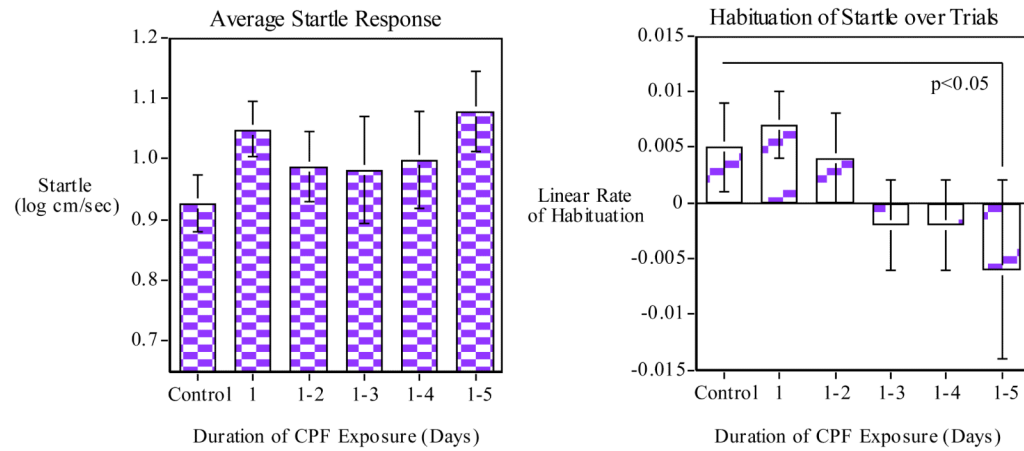 Average Startle Response
1.2
1.1
1.0
0.9
0.8
0.7
Startle
(log cm/sec)
Control 1 1-2 1-3 1-4 1-5
Duration of CPF Exposure (Days)
Habituation of Startle over Trials
0.015
0.01
0.005
0
-0.005
-0.01
-0.015
p<0.05
Linear Rate
of Habituation
Control 1 1-2 1-3 1-4 1-5
Duration of CPF Exposure (Days)